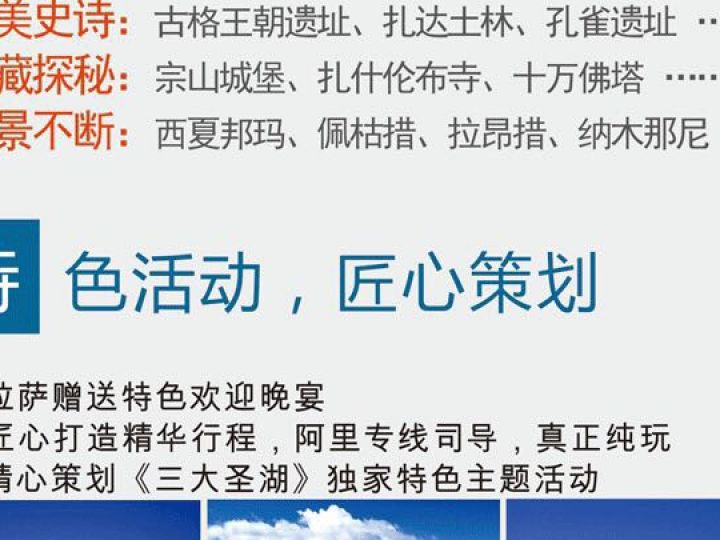 美史诗：古格王朝遗址、扎达土林、孔雀遗址 …
藏探秘：宗山城堡、扎什伦布寺、十万佛塔 ……
景不断：西夏邦玛、佩枯措、拉昂措、纳木那尼
特色活动，匠心策划
拉萨赠送特色欢迎晚宴
匠心打造精华行程，阿里专线司导，真正纯玩
精心策划《三大圣湖》独家特色主题活动